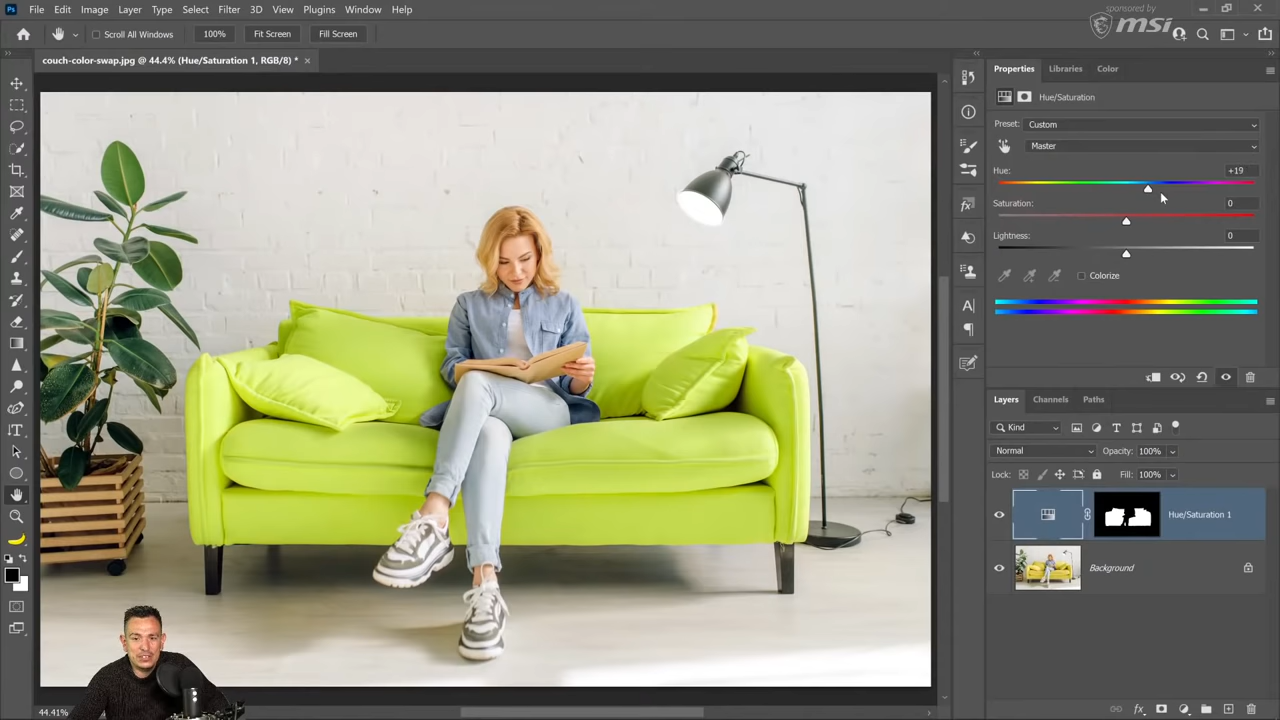 Ps File Edit Image Layer Type Select Filter 3D View Plugins Window Help
sponsored by
msi
Scroll All Windows 100% Fit Screen Fill Screen
couch-color-swap.jpg @ 44.4% (Hue/Saturation 1, RGB/8) *
Properties Libraries Color
Hue/Saturation
Preset: Custom
Master
Hue: +19
Saturation: 0
Lightness: 0
Colorize
Layers Channels Paths
Kind
Normal Opacity: 100%
Lock: Fill: 100%
Hue/Saturation 1
Background
44.41%